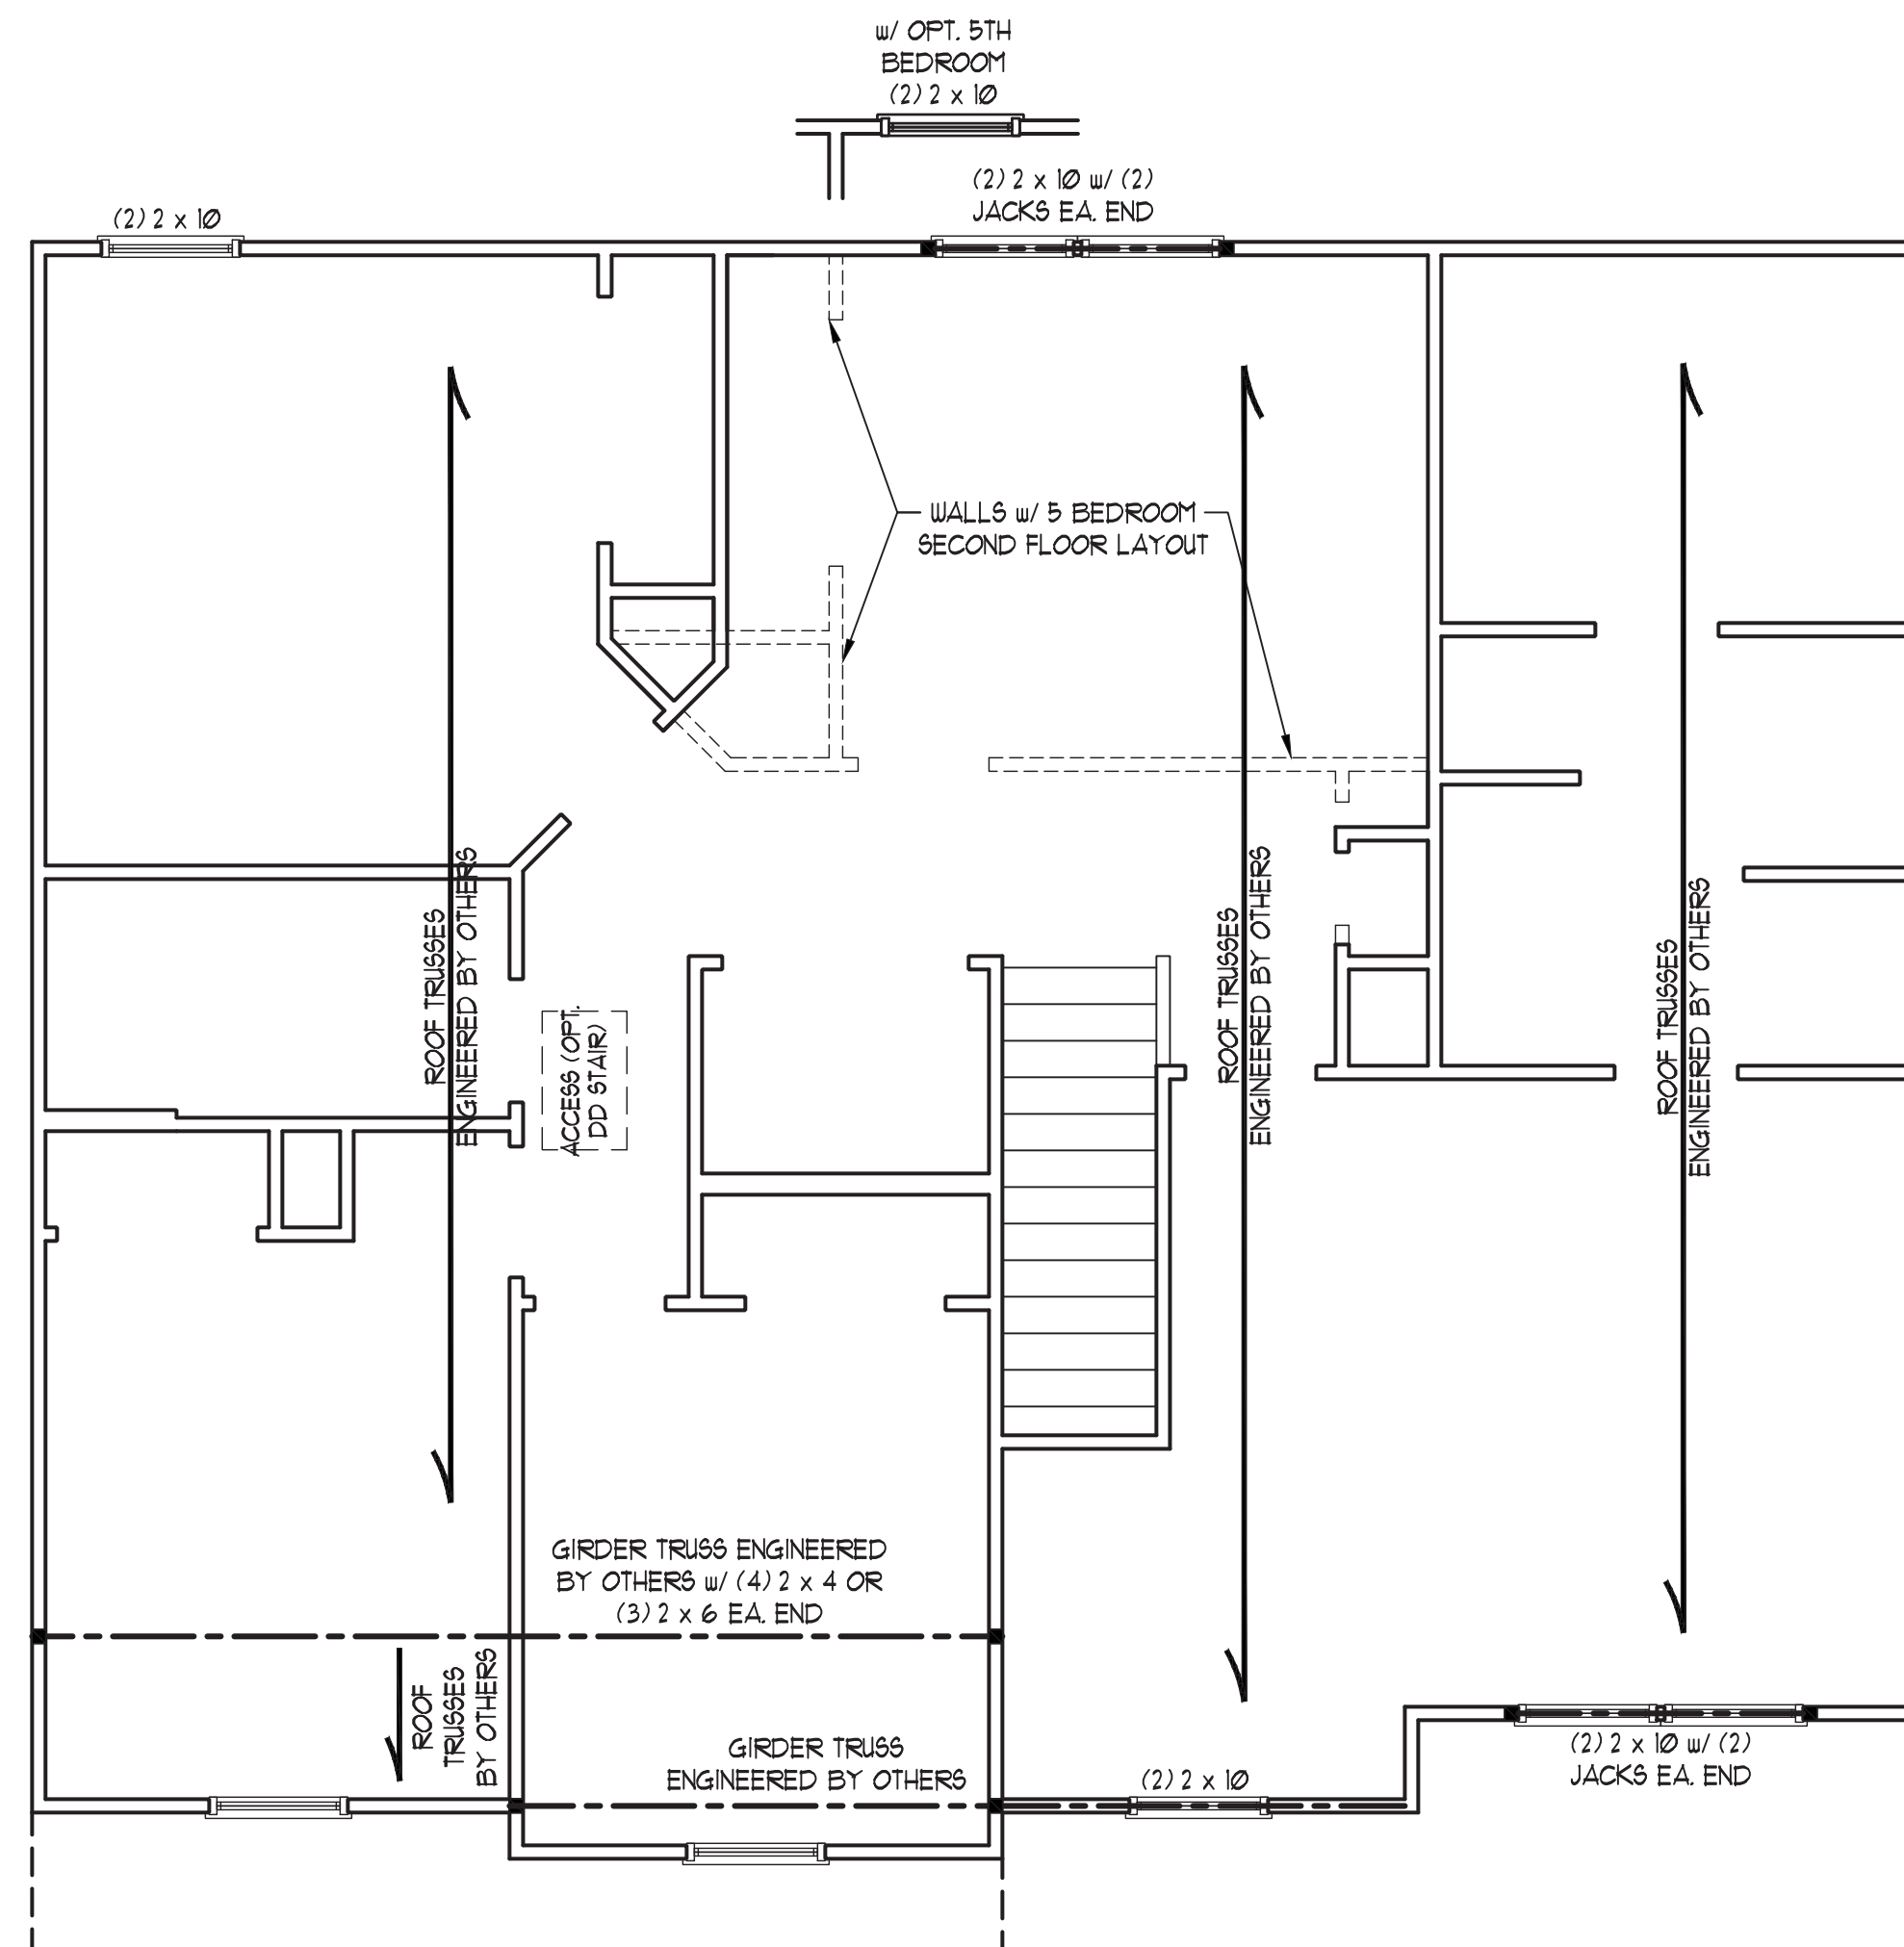 w/ OPT. 5TH
BEDROOM
(2) 2 x 10
(2) 2 x 10 w/ (2)
JACKS EA. END
(2) 2 x 10
WALLS w/ 5 BEDROOM
SECOND FLOOR LAYOUT
ROOF TRUSSES
ENGINEERED BY OTHERS
ROOF TRUSSES
ENGINEERED BY OTHERS
ROOF TRUSSES
ENGINEERED BY OTHERS
ACCESS (OPT.
DD STAIR)
GIRDER TRUSS ENGINEERED
BY OTHERS w/ (4) 2 x 4 OR
(3) 2 x 6 EA. END
ROOF
TRUSSES
BY OTHERS
GIRDER TRUSS
ENGINEERED BY OTHERS
(2) 2 x 10
(2) 2 x 10 w/ (2)
JACKS EA. END